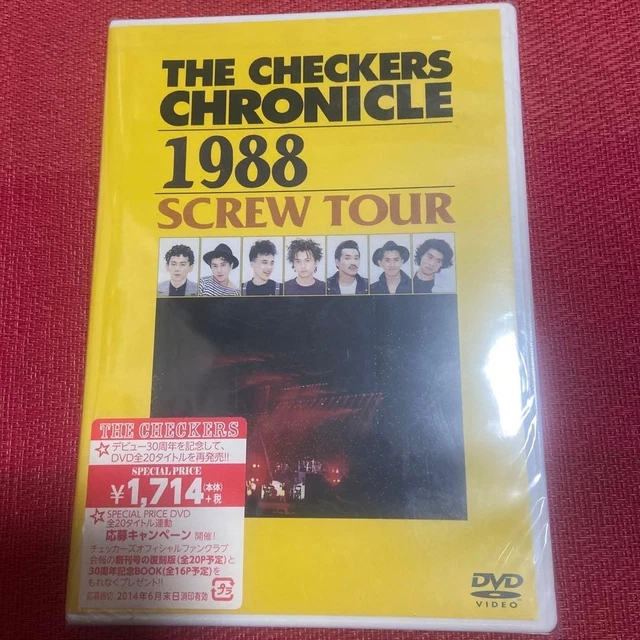 THE CHECKERS
CHRONICLE
1988
SCREW TOUR
THE CHECKERS
デビュー30周年を記念して、
DVD全20タイトルを再発売!!
SPECIAL PRICE
¥1,714(本体)+税
SPECIAL PRICE DVD
全20タイトル連動
応募キャンペーン 開催!
チェッカーズオフィシャルファンクラブ
会報の創刊号の復刻版(全20P予定)と
30周年記念BOOK(全16P予定)を
もれなくプレゼント!!
応募締切 2014年6月末日消印有効
プラ
DVD
VIDEO